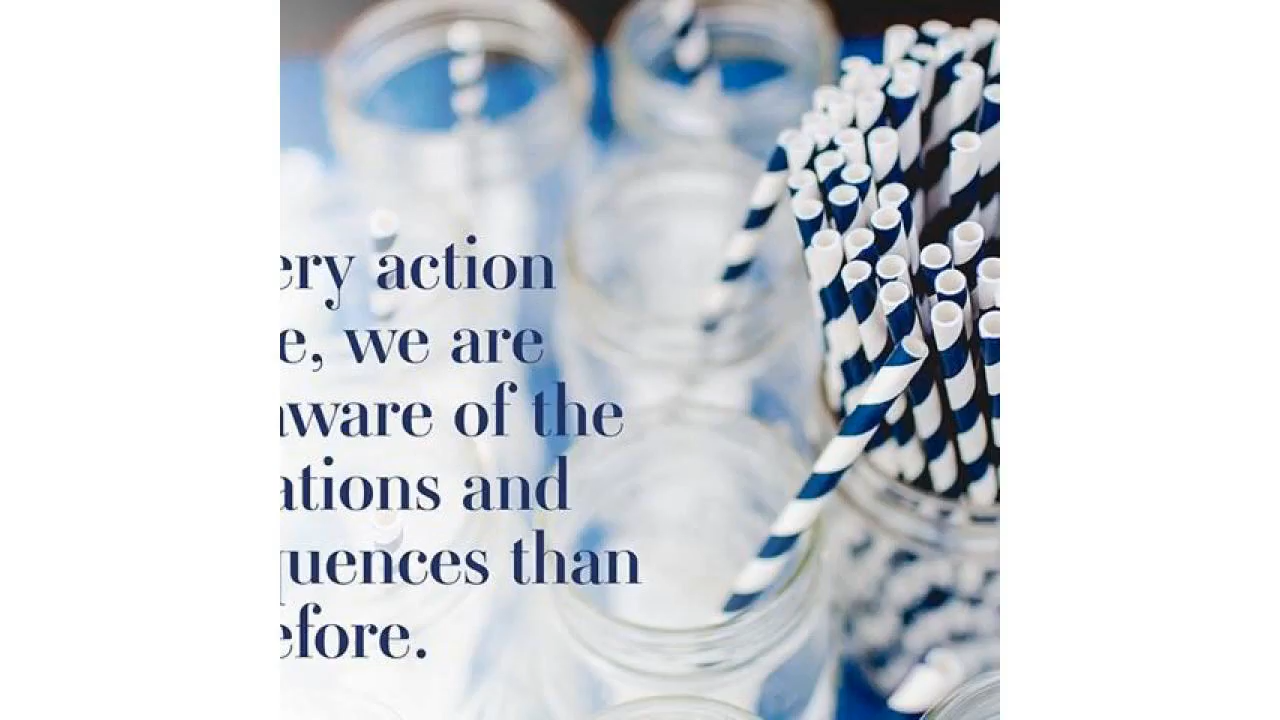 ery action
e, we are
aware of the
ations and
quences than
efore.